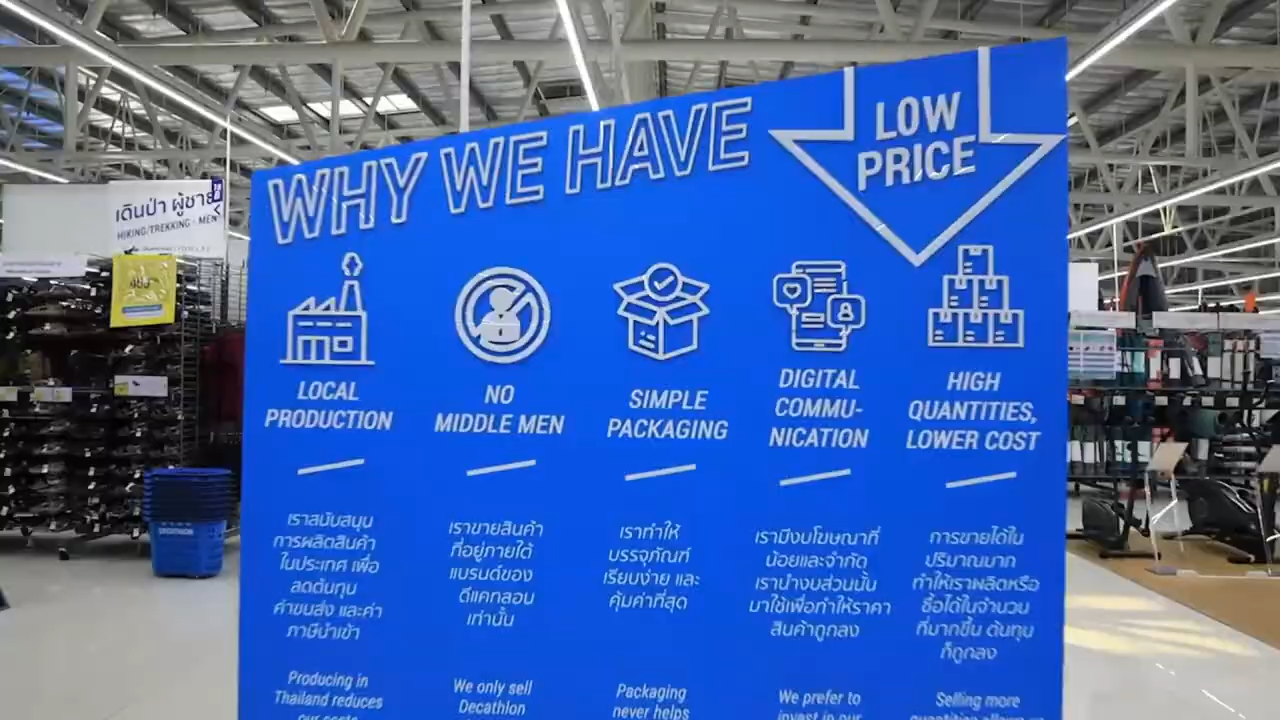 WHY WE HAVE
LOW
PRICE
LOCAL
PRODUCTION
เราสนับสนุน
การผลิตสินค้า
ในประเทศ เพื่อ
ลดต้นทุน
ค่าขนส่ง และค่า
ภาษีนำเข้า
Producing in
Thailand reduces
our costs
NO
MIDDLE MEN
เราขายสินค้า
ที่อยู่ภายใต้
แบรนด์ของ
ดีแคทลอน
เท่านั้น
We only sell
Decathlon
SIMPLE
PACKAGING
เราทำให้
บรรจุภัณฑ์
เรียบง่าย และ
คุ้มค่าที่สุด
Packaging
never helps
DIGITAL
COMMU-
NICATION
เรามีงบโฆษณาที่
น้อยและจำกัด
เรานำงบส่วนนั้น
มาใช้เพื่อทำให้ราคา
สินค้าถูกลง
We prefer to
invest in our
HIGH
QUANTITIES,
LOWER COST
การขายได้ใน
ปริมาณมาก
ทำให้เราผลิตหรือ
ซื้อได้ในจำนวน
ที่มากขึ้น ต้นทุน
ก็ถูกลง
Selling more
เดินป่า ผู้ชาย
HIKING/TREKKING - MEN
DECATHLON